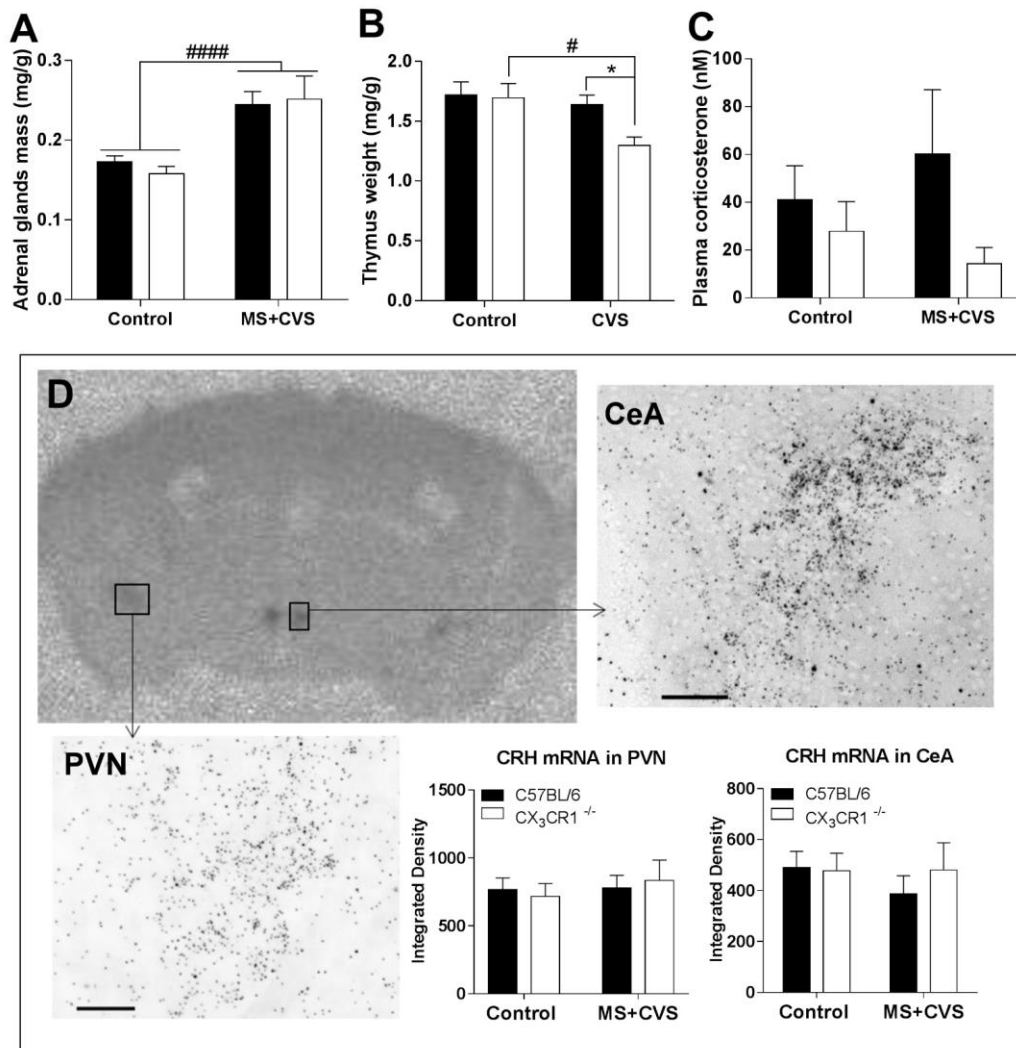 A
####
Adrenal glands mass (mg/g)
0.3
0.2
0.1
0.0
Control
MS+CVS
B
#
*
Thymus weight (mg/g)
2.0
1.5
1.0
0.5
0.0
Control
CVS
C
Plasma corticosterone (nM)
100
80
60
40
20
0
Control
MS+CVS
D
CeA
PVN
CRH mRNA in PVN
C57BL/6
CX₃CR1 ⁻/⁻
Integrated Density
1500
1000
500
0
Control
MS+CVS
CRH mRNA in CeA
C57BL/6
CX₃CR1 ⁻/⁻
Integrated Density
800
600
400
200
0
Control
MS+CVS